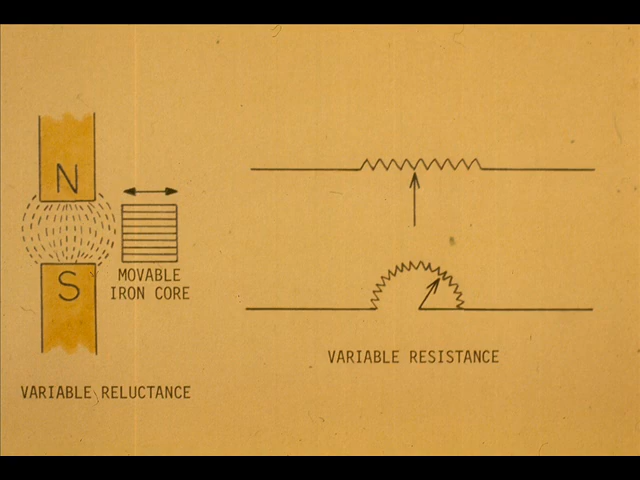 N
S
MOVABLE
IRON CORE
VARIABLE RELUCTANCE
VARIABLE RESISTANCE